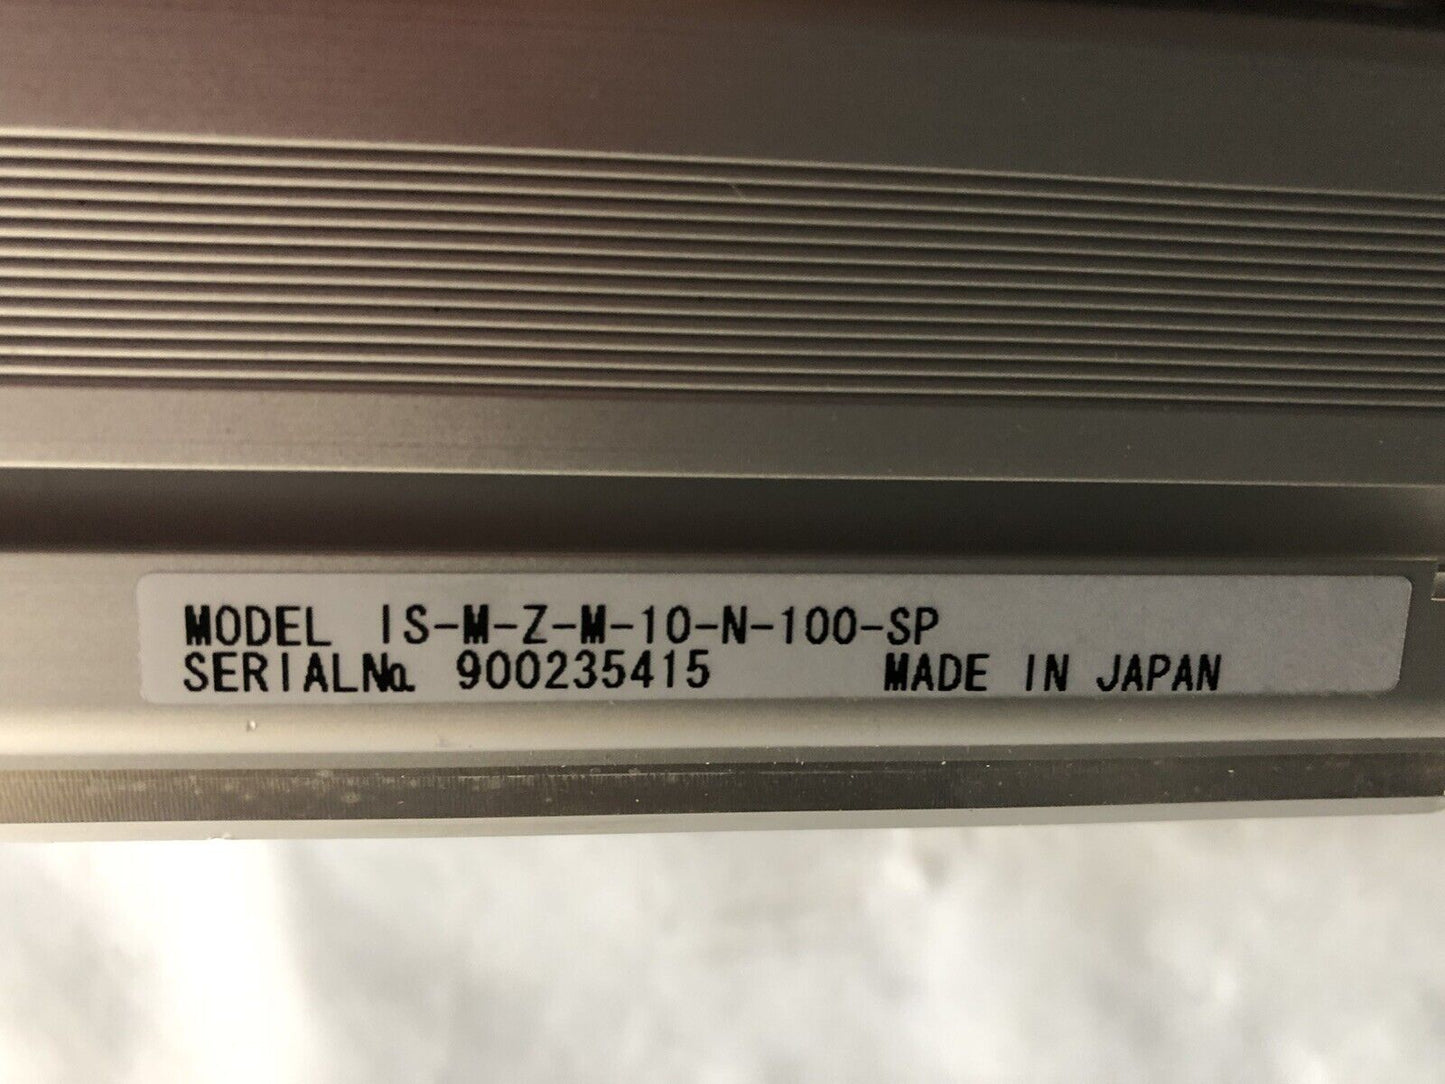 MODEL IS-M-Z-M-10-N-100-SP
SERIAL№ 900235415 MADE IN JAPAN